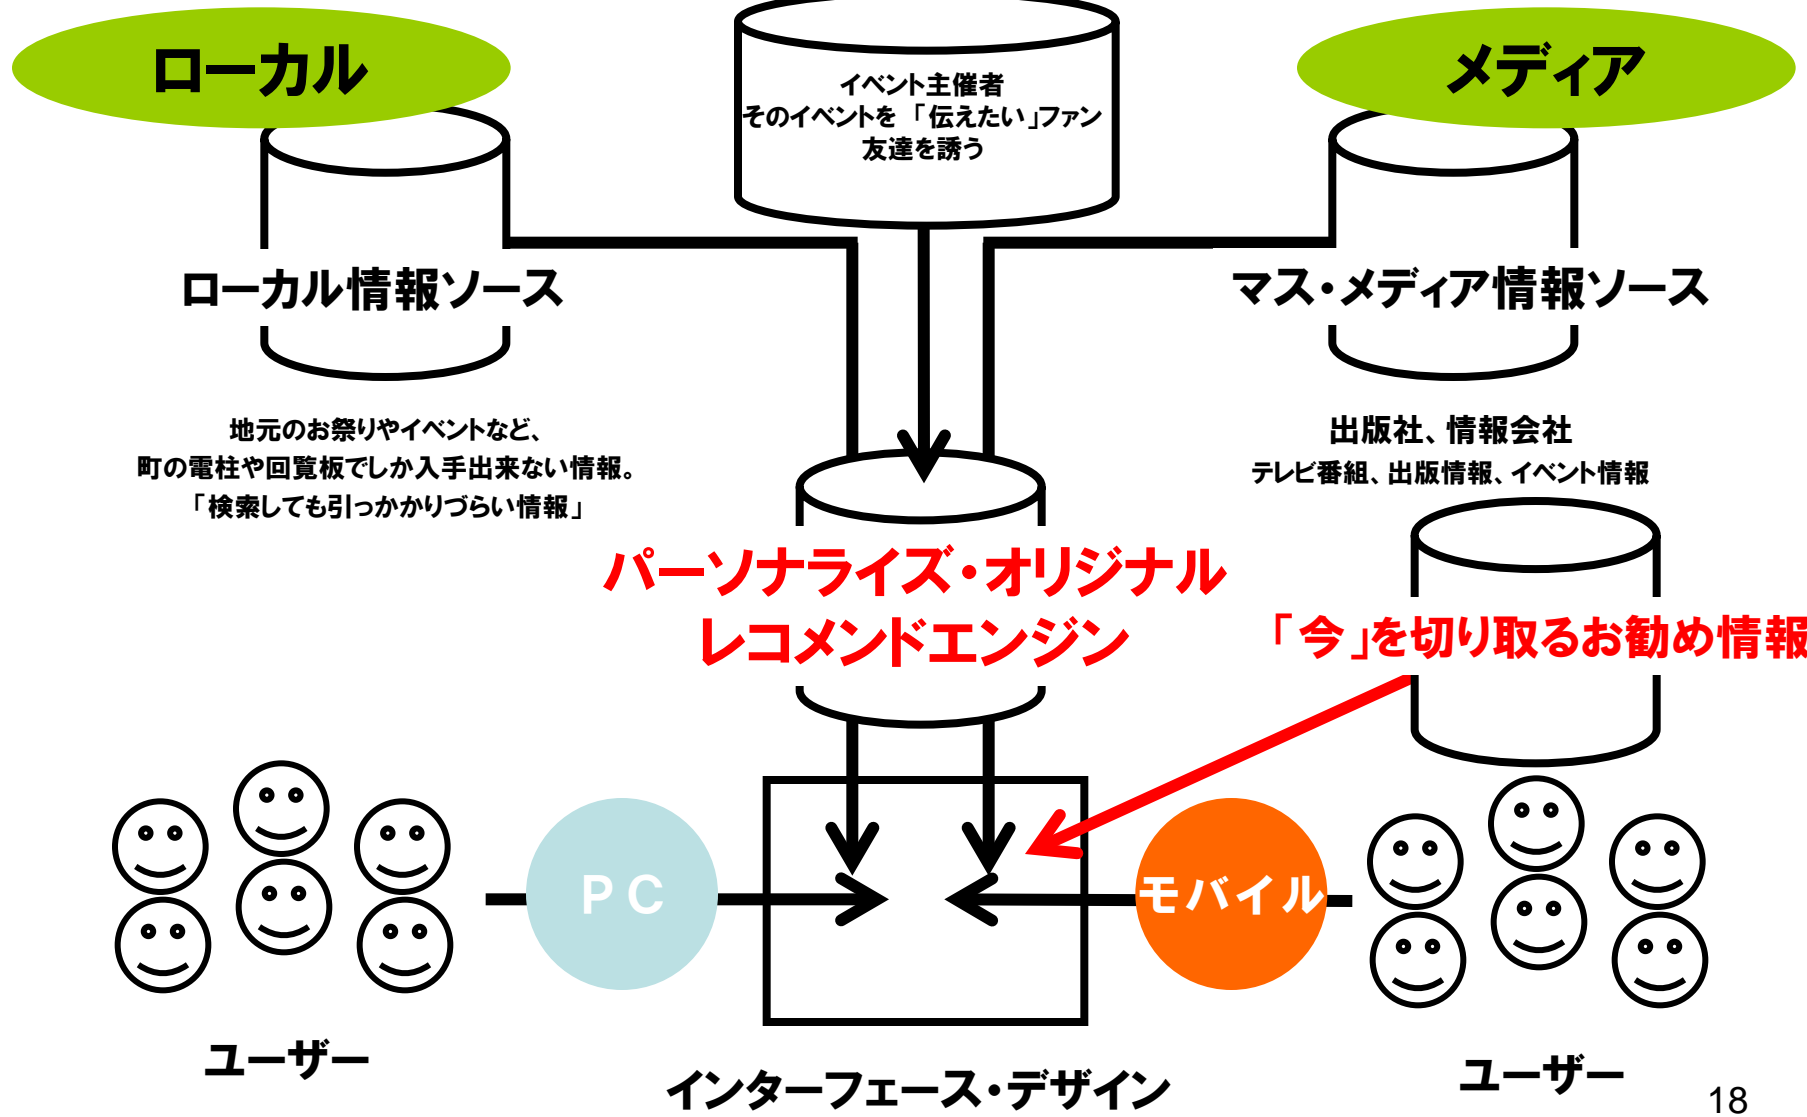 ローカル
メディア
イベント主催者
そのイベントを「伝えたい」ファン
友達を誘う
ローカル情報ソース
マス・メディア情報ソース
地元のお祭りやイベントなど、
町の電柱や回覧板でしか入手出来ない情報。
「検索しても引っかかりづらい情報」
出版社、情報会社
テレビ番組、出版情報、イベント情報
パーソナライズ・オリジナル
レコメンドエンジン
「今」を切り取るお勧め情報
ＰＣ
モバイル
ユーザー
インターフェース・デザイン
ユーザー
18